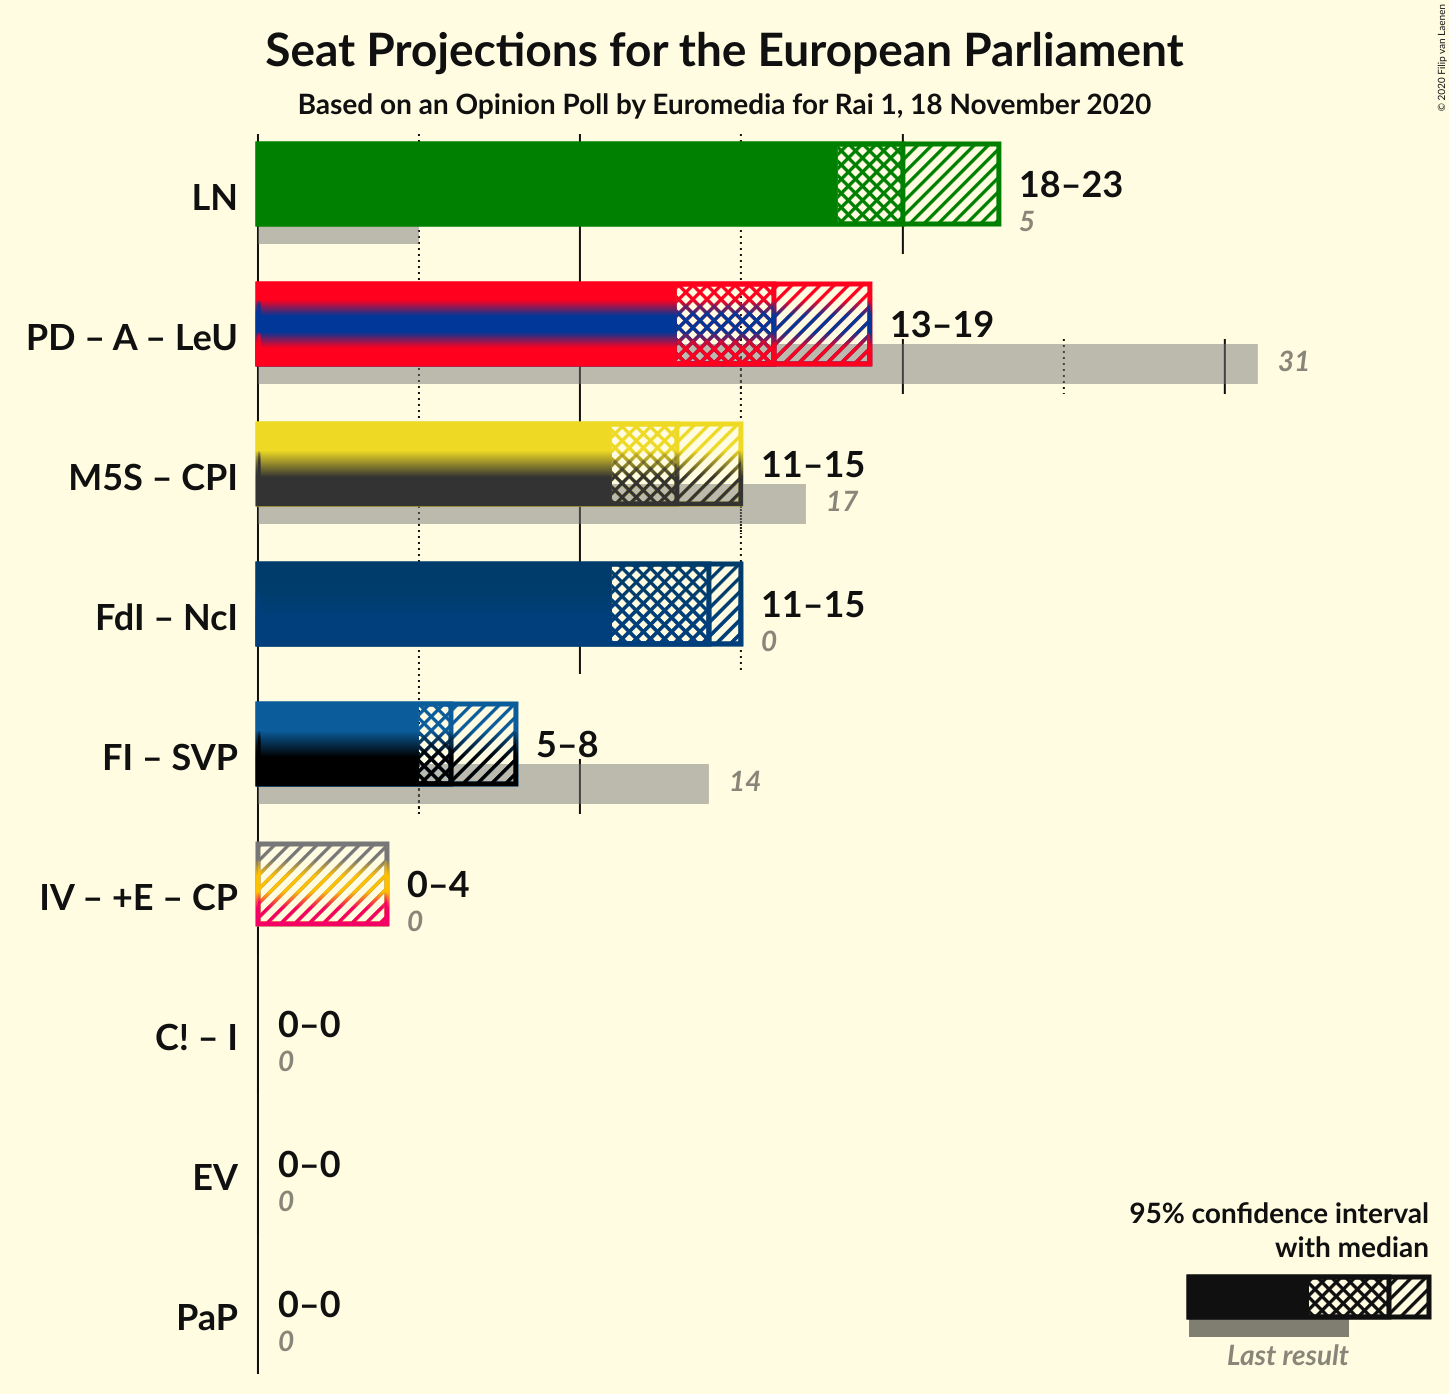 Seat Projections for the European Parliament
Based on an Opinion Poll by Euromedia for Rai 1, 18 November 2020
© 2020 Filip van Laenen
LN
18–23
5
PD – A – LeU
13–19
31
M5S – CPI
11–15
17
FdI – NcI
11–15
0
FI – SVP
5–8
14
IV – +E – CP
0–4
0
C! – I
0–0
0
EV
0–0
0
PaP
0–0
0
95% confidence interval
with median
Last result